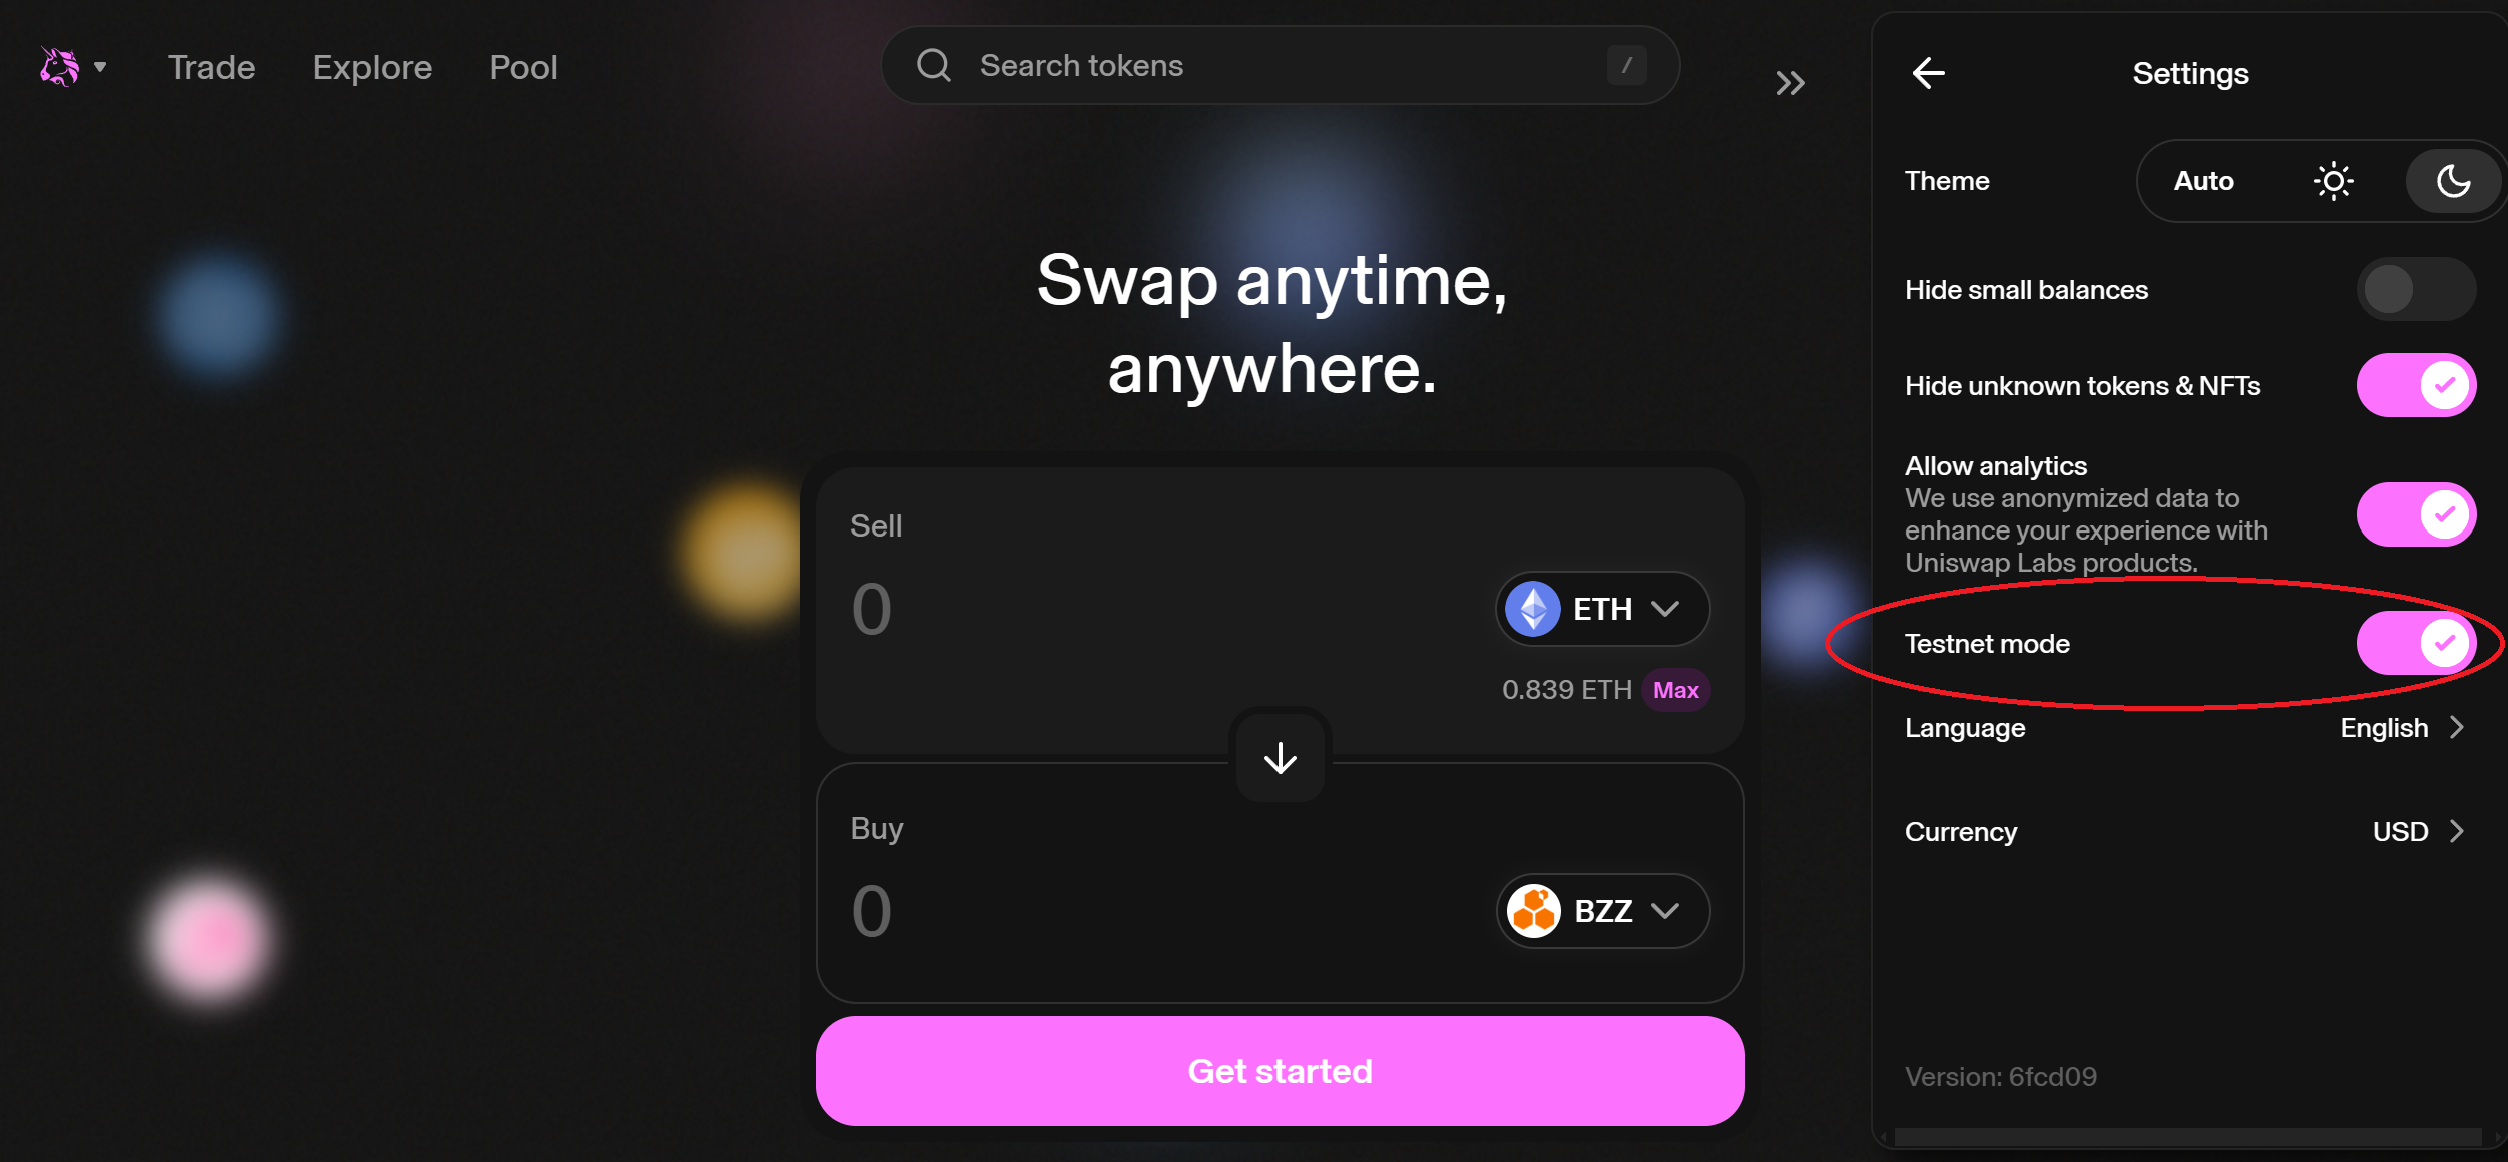 Trade Explore Pool
Search tokens /
Swap anytime,
anywhere.
Sell
0
ETH
0.839 ETH Max
Buy
0
BZZ
Get started
Settings
Theme Auto
Hide small balances
Hide unknown tokens & NFTs
Allow analytics
We use anonymized data to
enhance your experience with
Uniswap Labs products.
Testnet mode
Language English
Currency USD
Version: 6fcd09